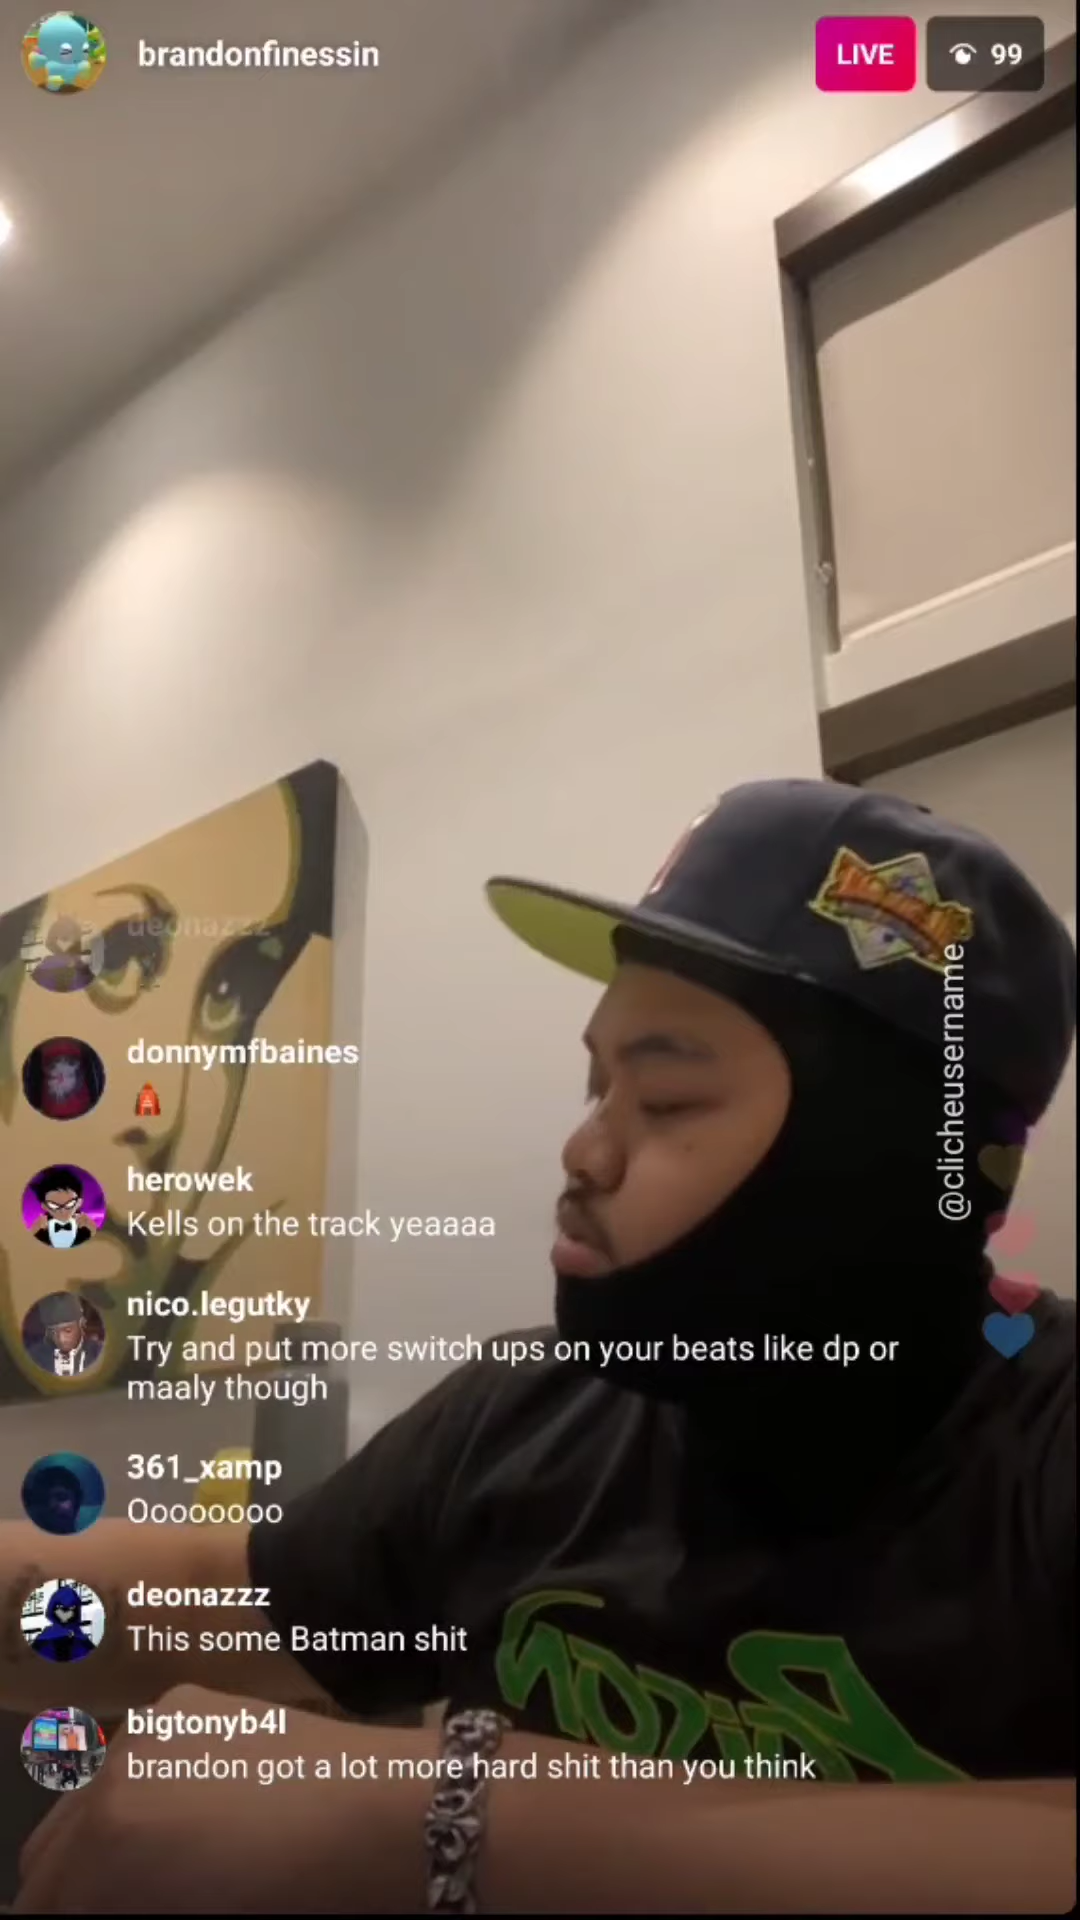 brandonfinessin
LIVE
99
deonazzz
donnymfbaines
herowek
Kells on the track yeaaaa
nico.legutky
Try and put more switch ups on your beats like dp or
maaly though
361_xamp
Oooooooo
deonazzz
This some Batman shit
bigtonyb4l
brandon got a lot more hard shit than you think
@clicheusername